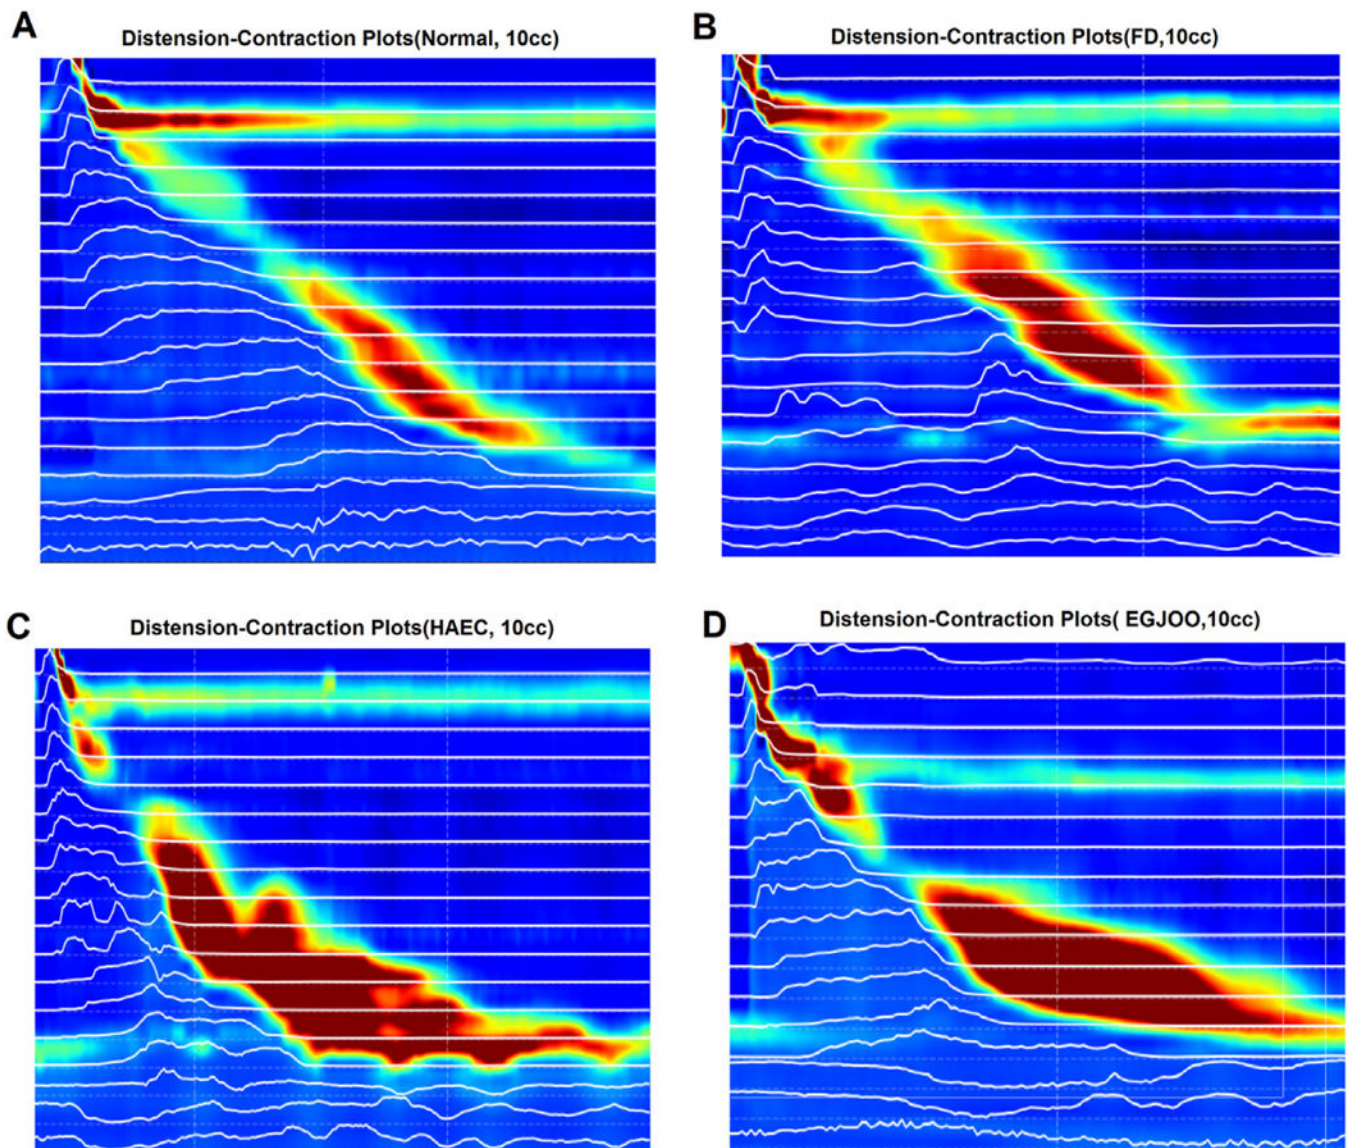 A
Distension-Contraction Plots(Normal, 10cc)
B
Distension-Contraction Plots(FD,10cc)
C
Distension-Contraction Plots(HAEC, 10cc)
D
Distension-Contraction Plots( EGJOO,10cc)